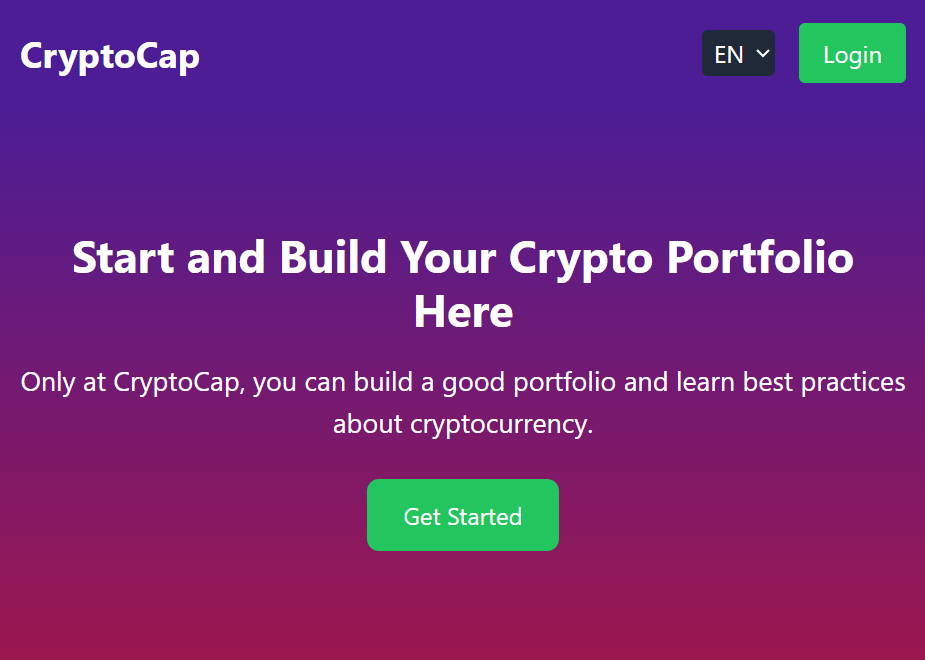 CryptoCap
EN
Login
Start and Build Your Crypto Portfolio
Here
Only at CryptoCap, you can build a good portfolio and learn best practices
about cryptocurrency.
Get Started